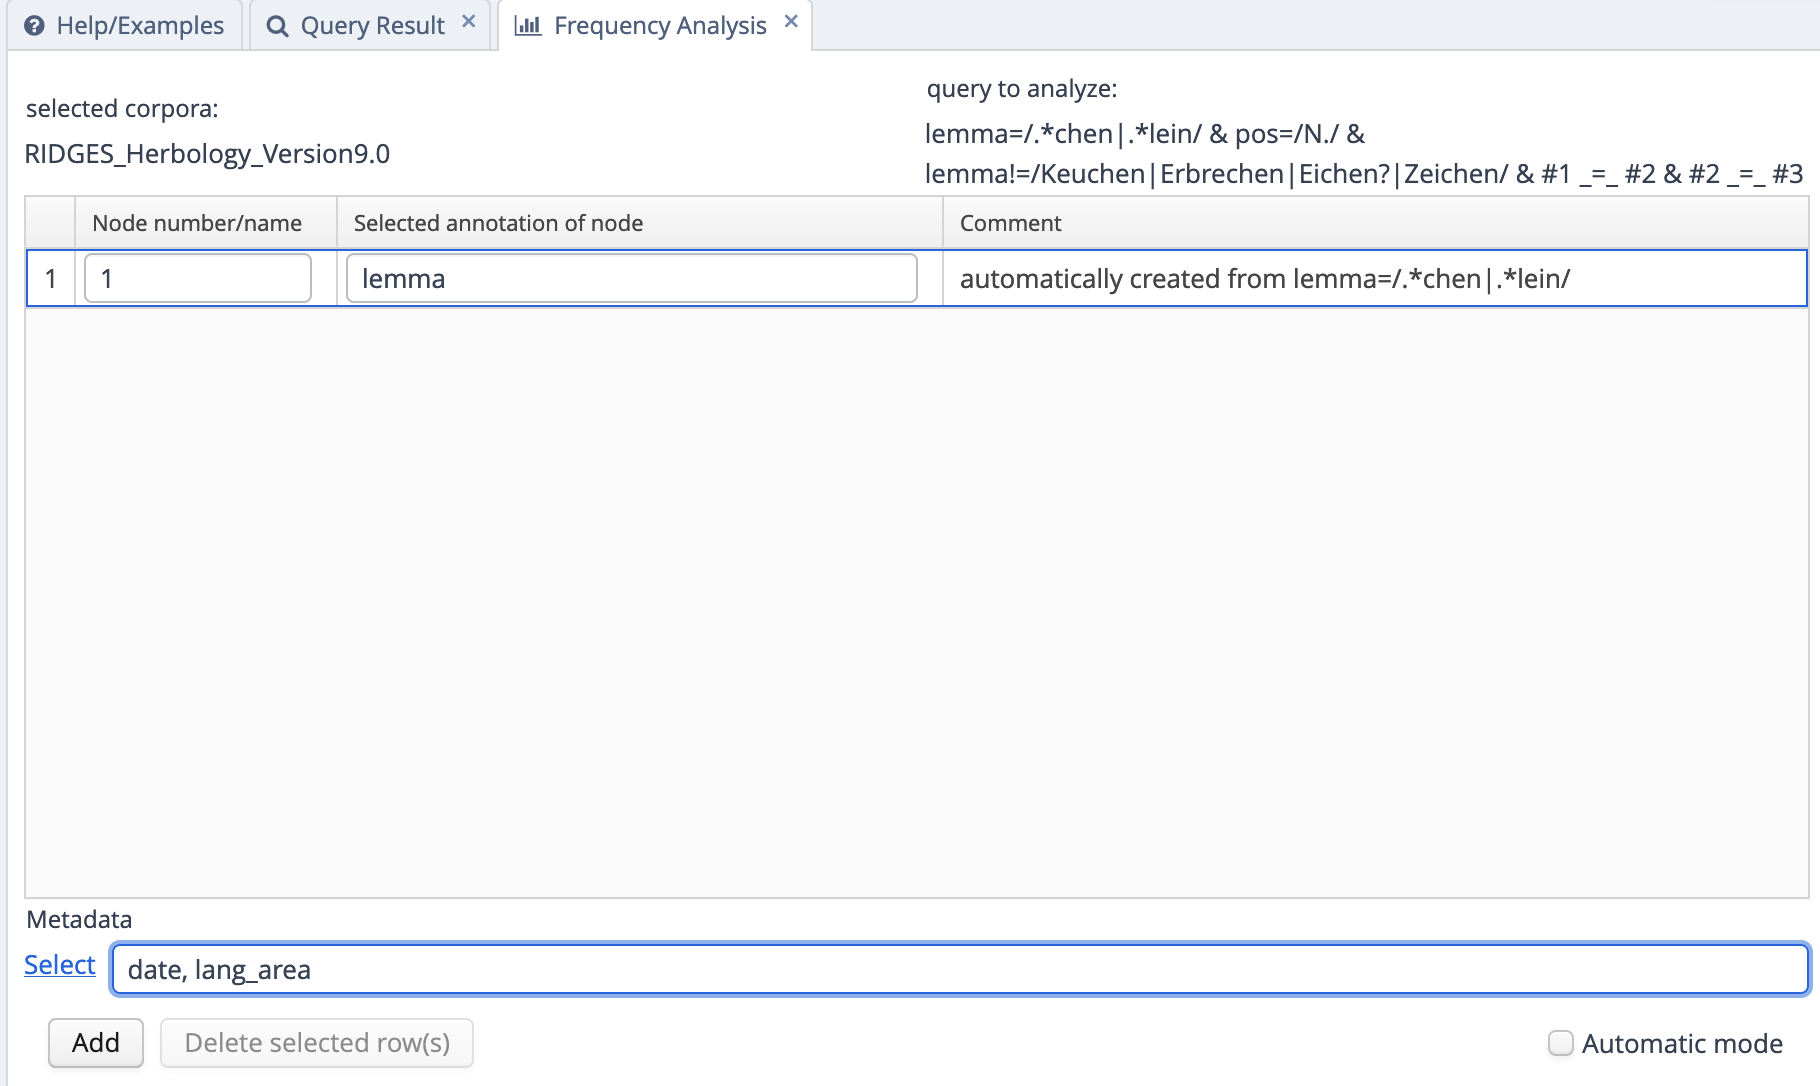 Help/Examples
Query Result
Frequency Analysis
selected corpora:
RIDGES_Herbology_Version9.0
query to analyze:
lemma=/.*chen|.*lein/ & pos=/N./ &
lemma!=/Keuchen|Erbrechen|Eichen?|Zeichen/ & #1 _=_ #2 & #2 _=_ #3
Node number/name
Selected annotation of node
Comment
1
1
lemma
automatically created from lemma=/.*chen|.*lein/
Metadata
Select
date, lang_area
Add
Delete selected row(s)
Automatic mode